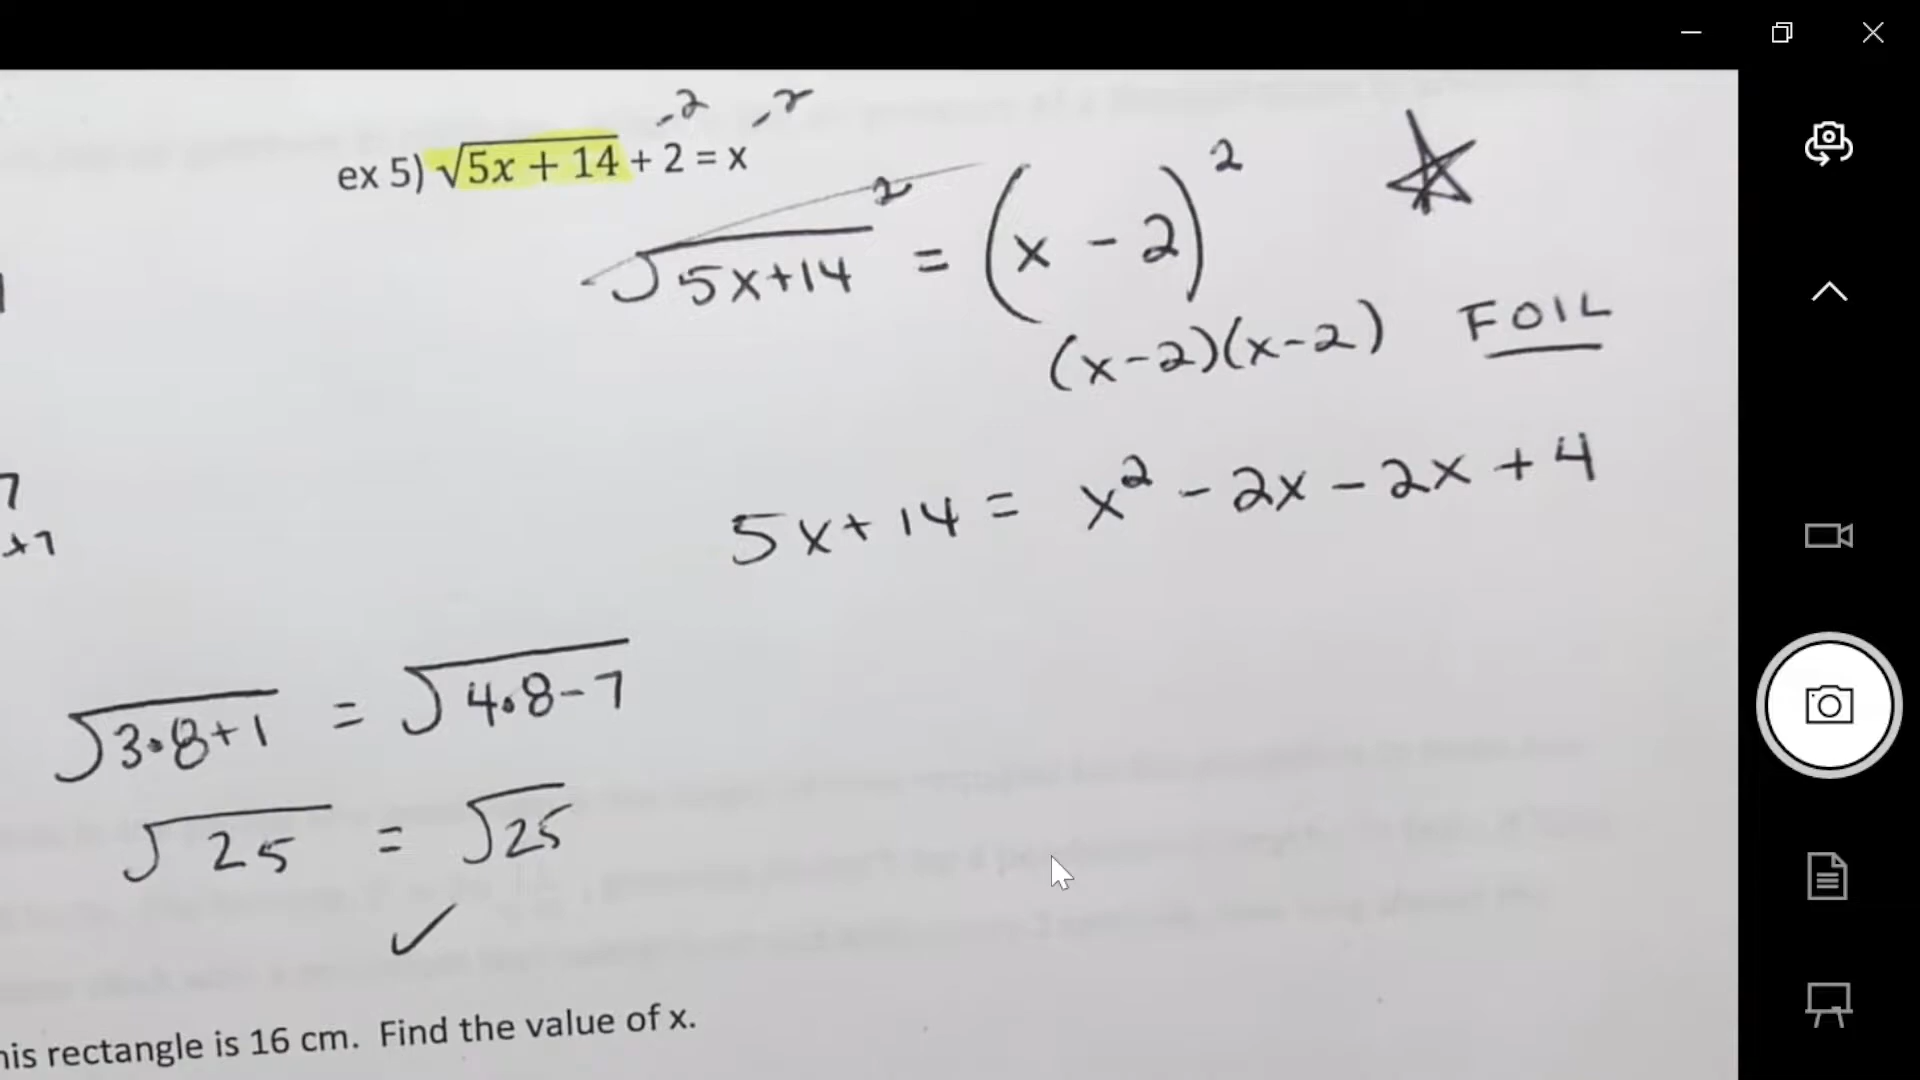 -2 -2
ex 5) √5x + 14 + 2 = x
√5x+14² = (x - 2)²
(x-2)(x-2) FOIL
5x+14 = x² - 2x - 2x + 4
7
+7
√3•8+1 = √4•8-7
√25 = √25
✓
his rectangle is 16 cm. Find the value of x.